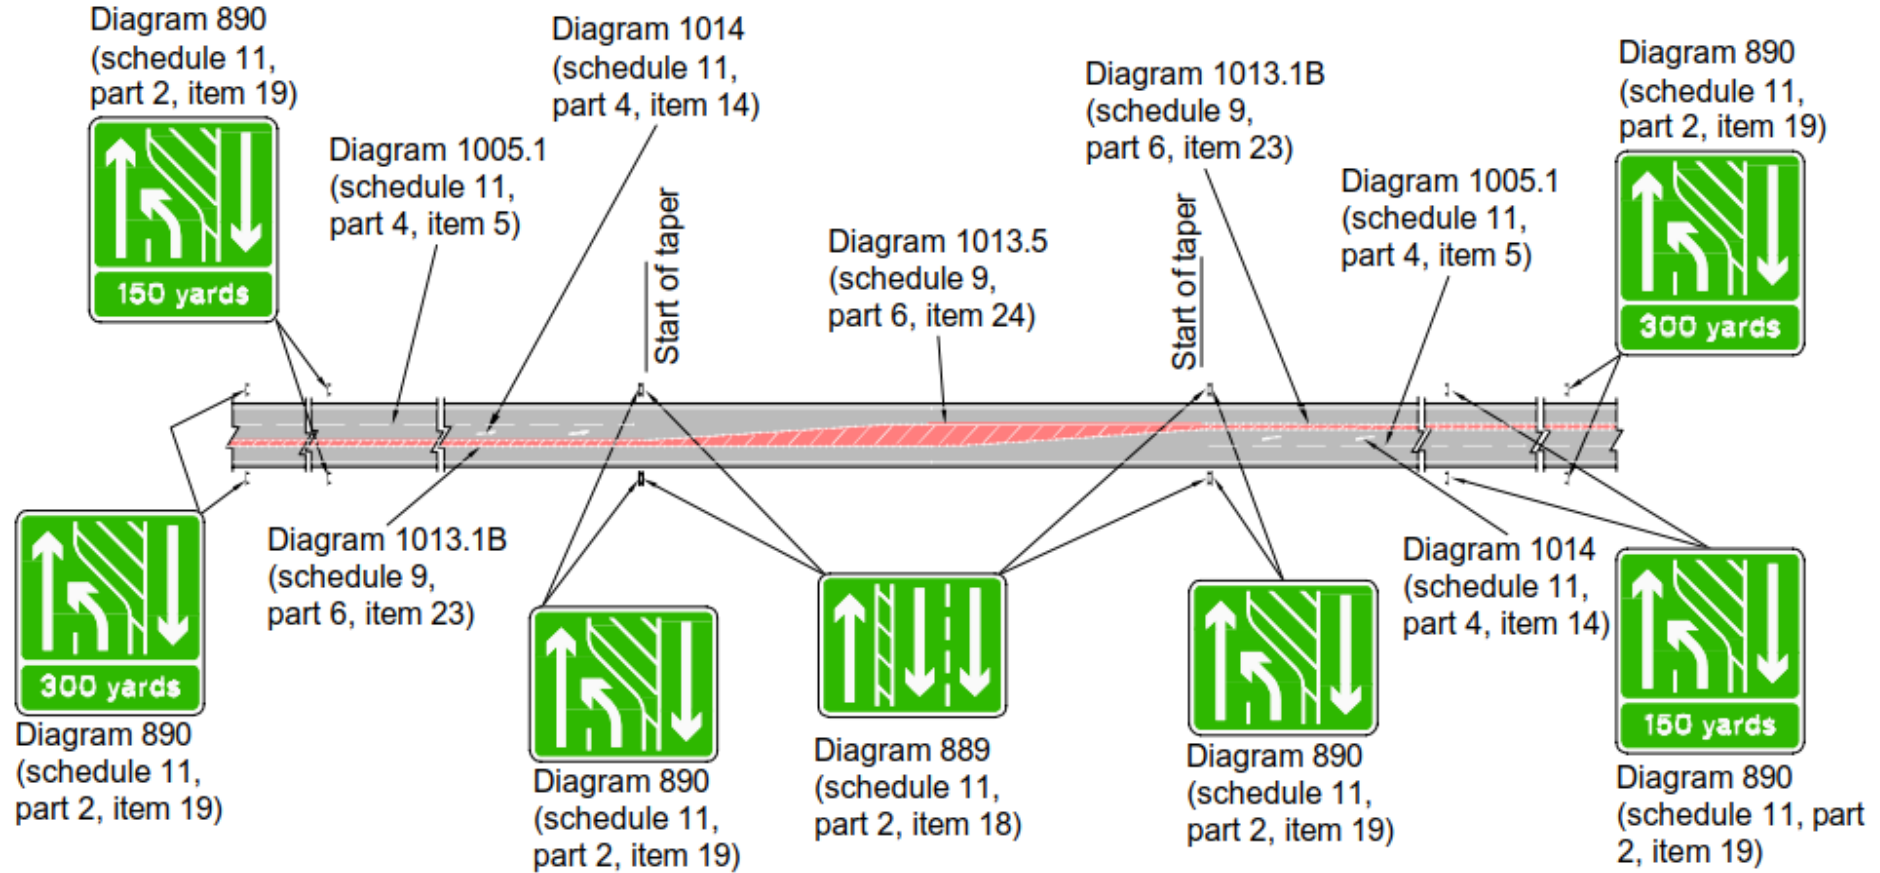 Diagram 890
(schedule 11,
part 2, item 19)
150 yards
Diagram 1005.1
(schedule 11,
part 4, item 5)
Diagram 1014
(schedule 11,
part 4, item 14)
Start of taper
Diagram 1013.5
(schedule 9,
part 6, item 24)
Diagram 1013.1B
(schedule 9,
part 6, item 23)
Start of taper
Diagram 1005.1
(schedule 11,
part 4, item 5)
Diagram 890
(schedule 11,
part 2, item 19)
300 yards
300 yards
Diagram 890
(schedule 11,
part 2, item 19)
Diagram 1013.1B
(schedule 9,
part 6, item 23)
Diagram 890
(schedule 11,
part 2, item 19)
Diagram 889
(schedule 11,
part 2, item 18)
Diagram 890
(schedule 11,
part 2, item 19)
Diagram 1014
(schedule 11,
part 4, item 14)
150 yards
Diagram 890
(schedule 11, part
2, item 19)